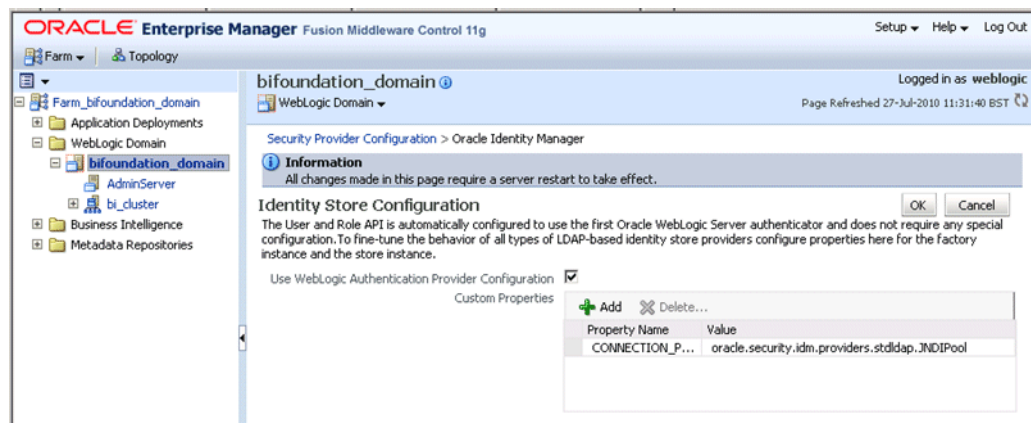 ORACLE Enterprise Manager Fusion Middleware Control 11g
Setup Help Log Out
Farm Topology
bifoundation_domain
Logged in as weblogic
WebLogic Domain
Page Refreshed 27-Jul-2010 11:31:40 BST
Farm_bifoundation_domain
Application Deployments
WebLogic Domain
bifoundation_domain
AdminServer
bi_cluster
Business Intelligence
Metadata Repositories
Security Provider Configuration > Oracle Identity Manager
Information
All changes made in this page require a server restart to take effect.
Identity Store Configuration
OK Cancel
The User and Role API is automatically configured to use the first Oracle WebLogic Server authenticator and does not require any special
configuration.To fine-tune the behavior of all types of LDAP-based identity store providers configure properties here for the factory
instance and the store instance.
Use WebLogic Authentication Provider Configuration
Custom Properties
Add Delete...
Property Name Value
CONNECTION_P... oracle.security.idm.providers.stdldap.JNDIPool